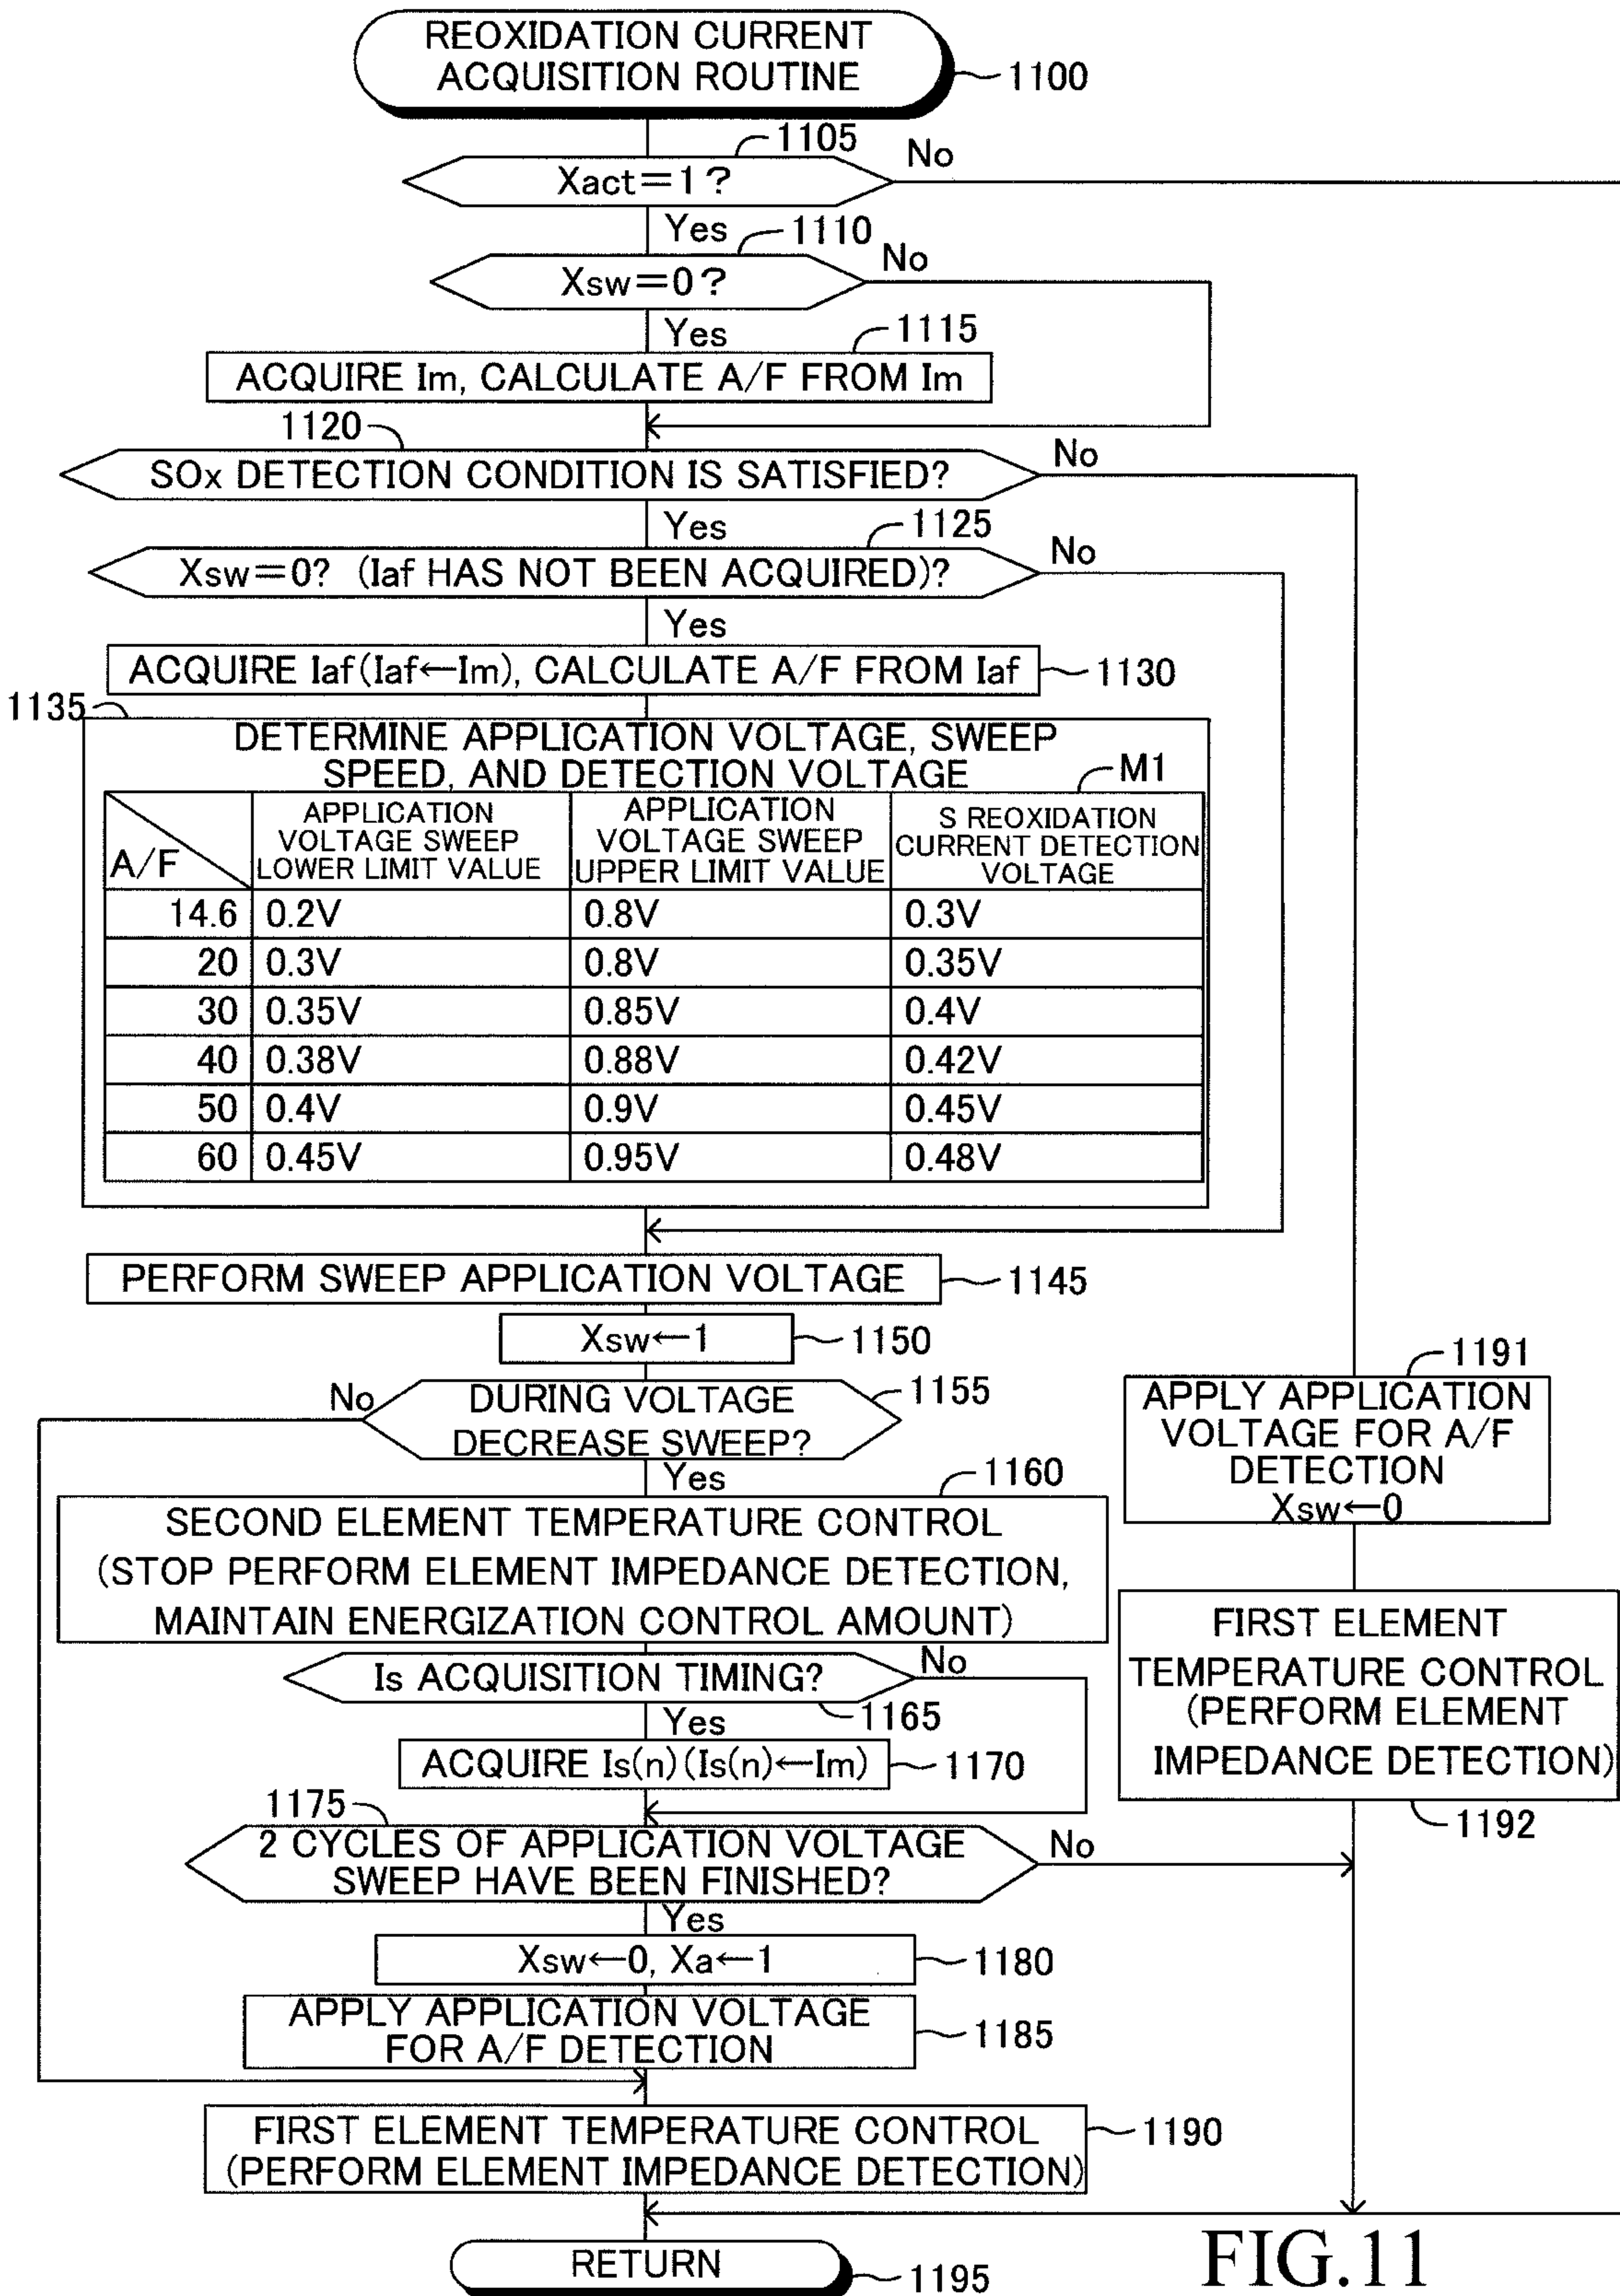 REOXIDATION CURRENT
ACQUISITION ROUTINE
1100
1105
Xact=1?
No
Yes
1110
Xsw=0?
No
Yes
1115
ACQUIRE Im, CALCULATE A/F FROM Im
1120
SOx DETECTION CONDITION IS SATISFIED?
No
Yes
1125
Xsw=0? (Iaf HAS NOT BEEN ACQUIRED)?
No
Yes
ACQUIRE Iaf(Iaf←Im), CALCULATE A/F FROM Iaf
1130
1135
DETERMINE APPLICATION VOLTAGE, SWEEP
SPEED, AND DETECTION VOLTAGE
M1
A/F
APPLICATION
VOLTAGE SWEEP
LOWER LIMIT VALUE
APPLICATION
VOLTAGE SWEEP
UPPER LIMIT VALUE
S REOXIDATION
CURRENT DETECTION
VOLTAGE
14.6 0.2V 0.8V 0.3V
20 0.3V 0.8V 0.35V
30 0.35V 0.85V 0.4V
40 0.38V 0.88V 0.42V
50 0.4V 0.9V 0.45V
60 0.45V 0.95V 0.48V
PERFORM SWEEP APPLICATION VOLTAGE
1145
Xsw←1
1150
No
DURING VOLTAGE
DECREASE SWEEP?
1155
Yes
1160
SECOND ELEMENT TEMPERATURE CONTROL
(STOP PERFORM ELEMENT IMPEDANCE DETECTION,
MAINTAIN ENERGIZATION CONTROL AMOUNT)
Is ACQUISITION TIMING?
No
1165
Yes
ACQUIRE Is(n)(Is(n)←Im)
1170
1175
2 CYCLES OF APPLICATION VOLTAGE
SWEEP HAVE BEEN FINISHED?
No
Yes
Xsw←0, Xa←1
1180
APPLY APPLICATION VOLTAGE
FOR A/F DETECTION
1185
FIRST ELEMENT TEMPERATURE CONTROL
(PERFORM ELEMENT IMPEDANCE DETECTION)
1190
1191
APPLY APPLICATION
VOLTAGE FOR A/F
DETECTION
Xsw←0
FIRST ELEMENT
TEMPERATURE CONTROL
(PERFORM ELEMENT
IMPEDANCE DETECTION)
1192
RETURN
1195
FIG.11